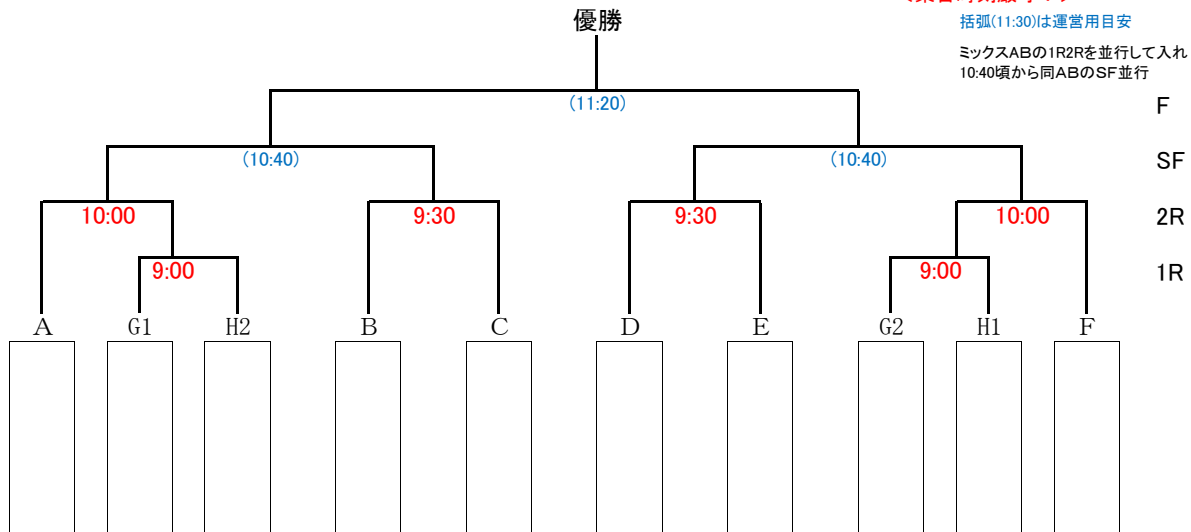 優勝
括弧(11:30)は運営用目安
ミックスABの1R2Rを並行して入れ
10:40頃から同ABのSF並行
(11:20)
F
(10:40) (10:40)
SF
10:00 9:30 9:30 10:00
2R
9:00 9:00
1R
A G1 H2 B C D E G2 H1 F